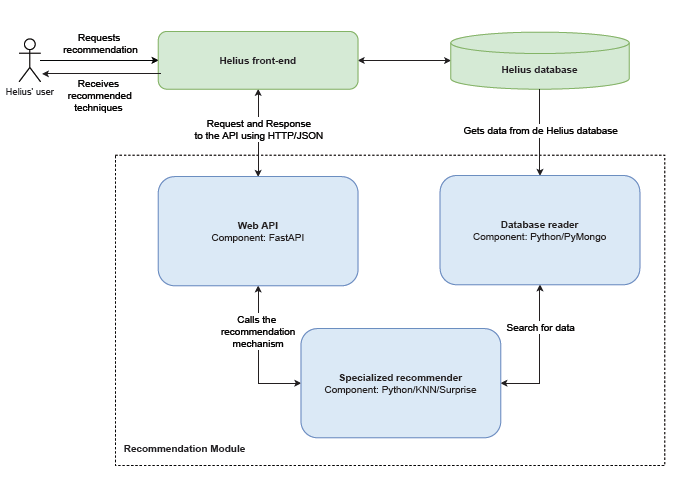 Requests
recommendation
Helius' user
Receives
recommended
techniques
Helius front-end
Helius database
Request and Response
to the API using HTTP/JSON
Gets data from de Helius database
Web API
Component: FastAPI
Database reader
Component: Python/PyMongo
Calls the
recommendation
mechanism
Search for data
Specialized recommender
Component: Python/KNN/Surprise
Recommendation Module